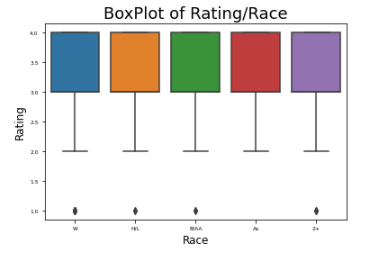 BoxPlot of Rating/Race
4.0
3.5
3.0
2.5
2.0
1.5
1.0
Rating
W H/L B/AA As 2+
Race